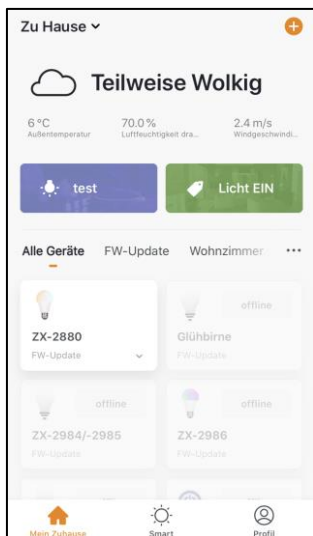 Zu Hause
Teilweise Wolkig
6 °C 70.0 % 2.4 m/s
Außentemperatur Luftfeuchtigkeit dra... Windgeschwindi...
test Licht EIN
Alle Geräte FW-Update Wohnzimmer ...
offline
ZX-2880 Glühbirne
FW-Update FW-Update
offline offline
ZX-2984/-2985 ZX-2986
FW-Update FW-Update
Mein Zuhause Smart Profil